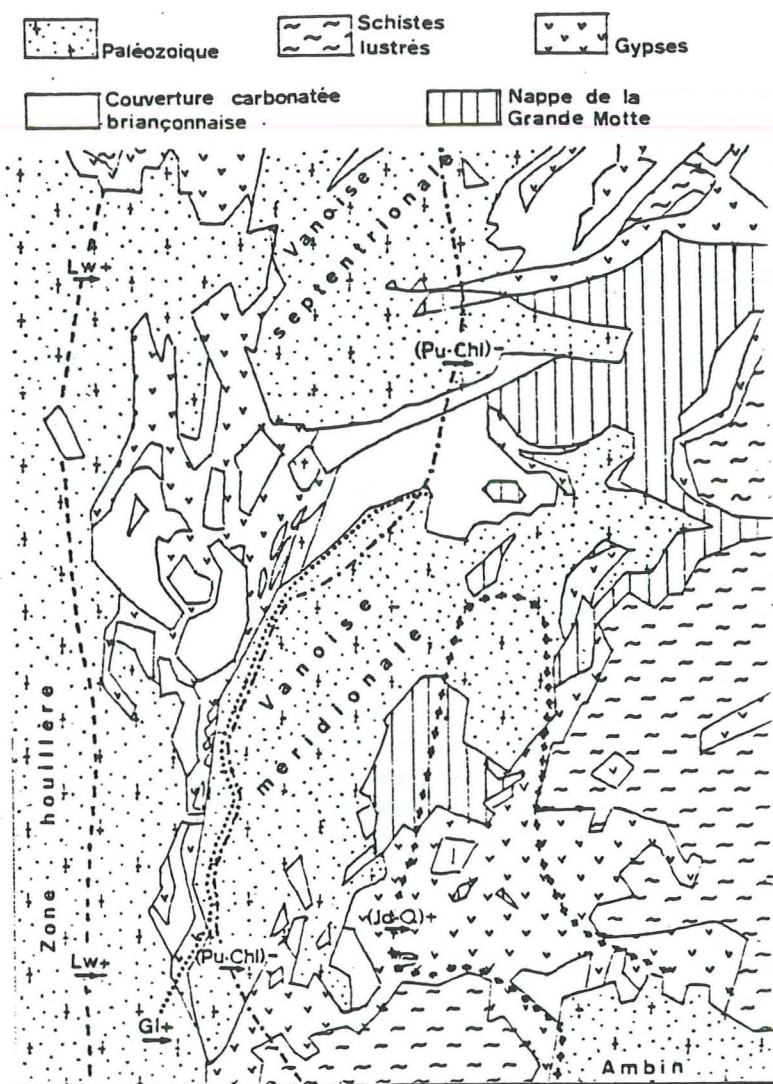 Paléozoique
Schistes
lustrés
Gypses
Couverture carbonatée
briançonnaise
Nappe de la
Grande Motte
Vanoise
septentrionale
Lw+
(Pu-Chl)-
Vanoise
méridionale
Zone houillère
(Jd-Q)+
Lw+
(Pu-Chl)-
Gl+
Ambin